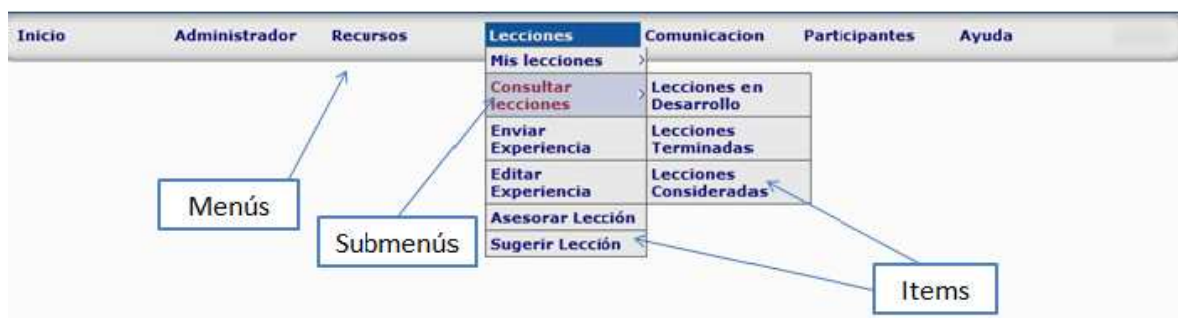 Inicio Administrador Recursos Lecciones Comunicacion Participantes Ayuda
Mis lecciones
Consultar
lecciones
Lecciones en
Desarrollo
Enviar
Experiencia
Lecciones
Terminadas
Editar
Experiencia
Lecciones
Consideradas
Asesorar Lección
Sugerir Lección
Menús
Submenús
Items